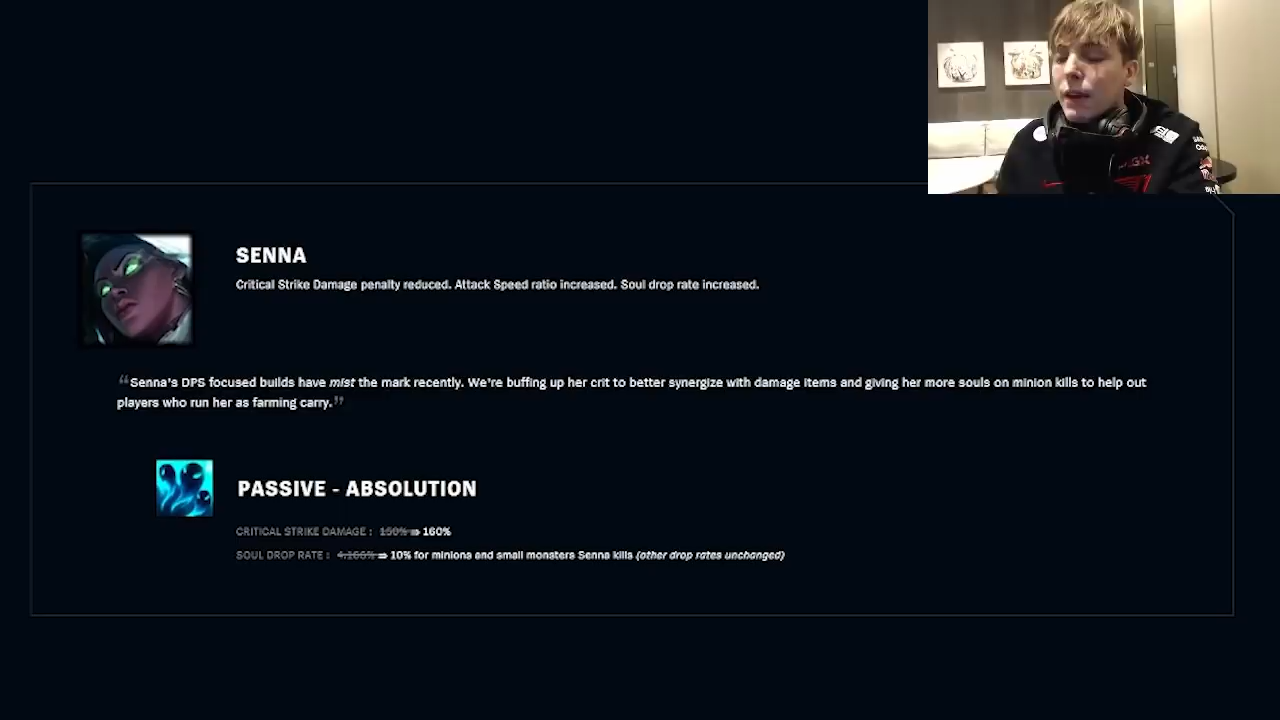 SENNA
Critical Strike Damage penalty reduced. Attack Speed ratio increased. Soul drop rate increased.
“Senna's DPS focused builds have mist the mark recently. We're buffing up her crit to better synergize with damage items and giving her more souls on minion kills to help out
players who run her as farming carry.”
PASSIVE - ABSOLUTION
CRITICAL STRIKE DAMAGE : 150% ⇒ 160%
SOUL DROP RATE : 4.166% ⇒ 10% for minions and small monsters Senna kills (other drop rates unchanged)